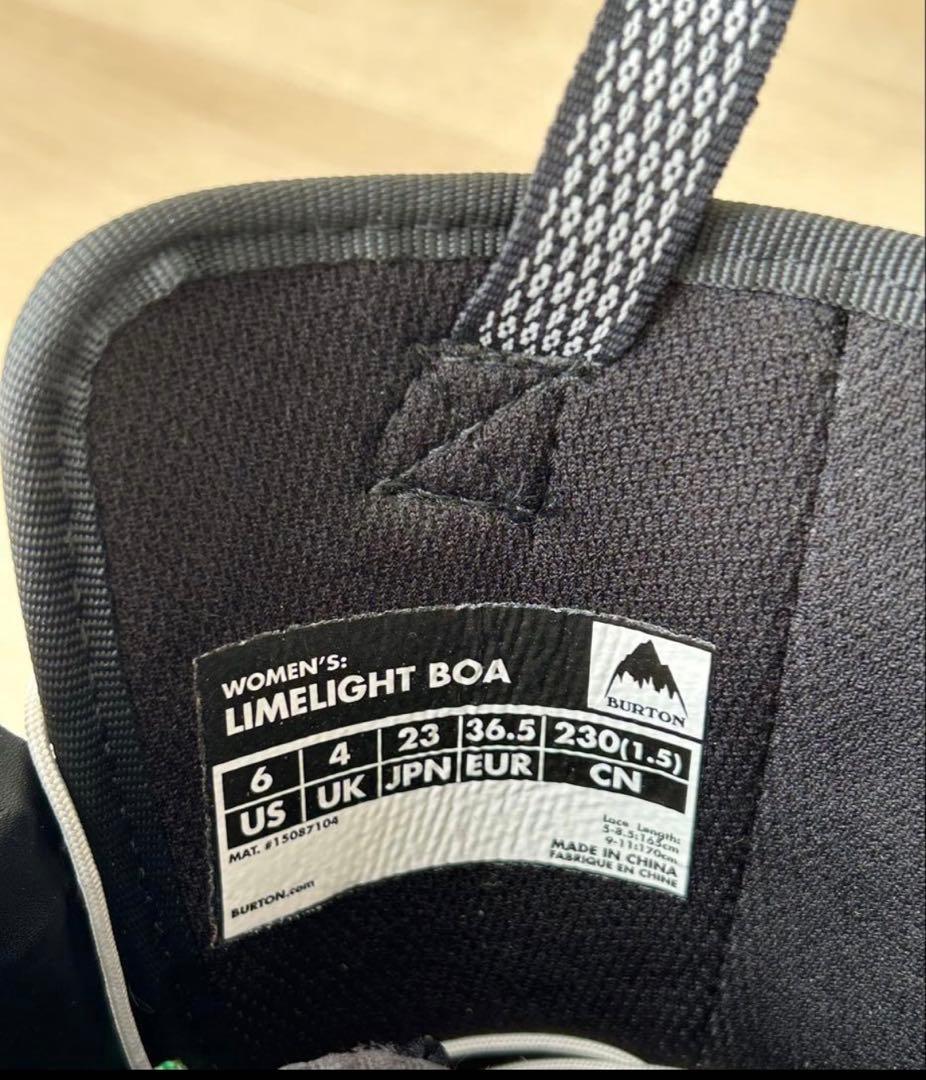 WOMEN'S:
LIMELIGHT BOA
BURTON
6 4 23 36.5 230(1.5)
US UK JPN EUR CN
MAT. #15087104
Lace Length:
5-8.5:165cm
9-11:170cm
MADE IN CHINA
FABRIQUE EN CHINE
BURTON.com